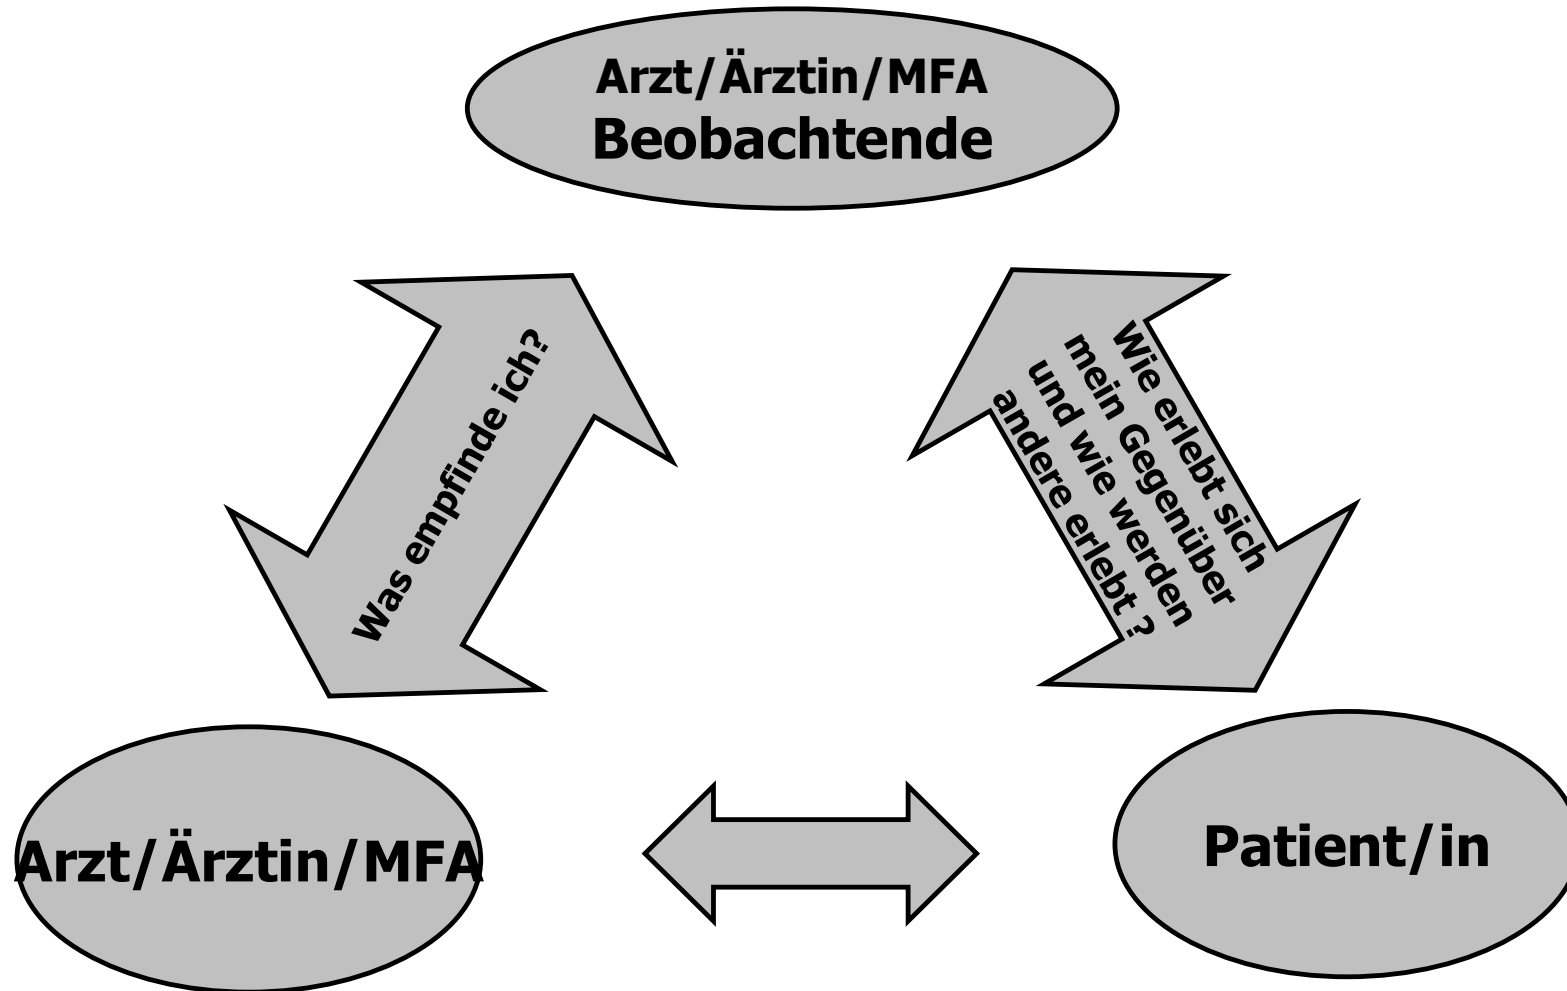 Arzt/Ärztin/MFA
Beobachtende
Was empfinde ich?
Wie erlebt sich
mein Gegenüber
und wie werden
andere erlebt ?
Arzt/Ärztin/MFA
Patient/in